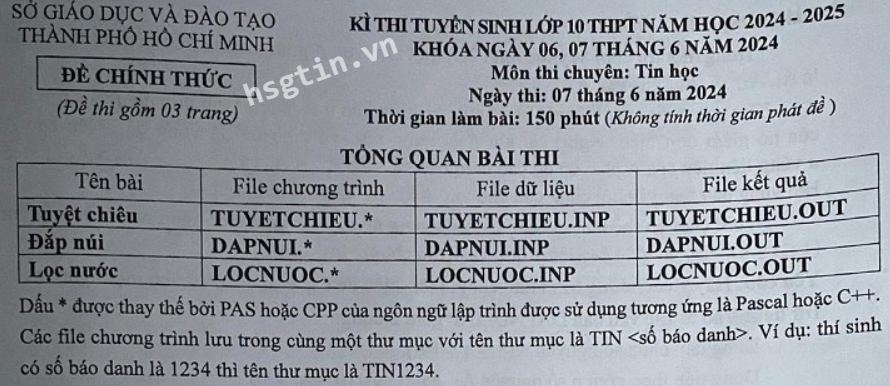 SỞ GIÁO DỤC VÀ ĐÀO TẠO
THÀNH PHỐ HỒ CHÍ MINH
ĐỀ CHÍNH THỨC
(Đề thi gồm 03 trang)
KÌ THI TUYỂN SINH LỚP 10 THPT NĂM HỌC 2024 - 2025
KHÓA NGÀY 06, 07 THÁNG 6 NĂM 2024
Môn thi chuyên: Tin học
Ngày thi: 07 tháng 6 năm 2024
Thời gian làm bài: 150 phút (Không tính thời gian phát đề)
hsgtin.vn
TỔNG QUAN BÀI THI
Tên bài File chương trình File dữ liệu File kết quả
Tuyệt chiêu TUYETCHIEU.* TUYETCHIEU.INP TUYETCHIEU.OUT
Đắp núi DAPNUI.* DAPNUI.INP DAPNUI.OUT
Lọc nước LOCNUOC.* LOCNUOC.INP LOCNUOC.OUT
Dấu * được thay thế bởi PAS hoặc CPP của ngôn ngữ lập trình được sử dụng tương ứng là Pascal hoặc C++.
Các file chương trình lưu trong cùng một thư mục với tên thư mục là TIN <số báo danh>. Ví dụ: thí sinh
có số báo danh là 1234 thì tên thư mục là TIN1234.